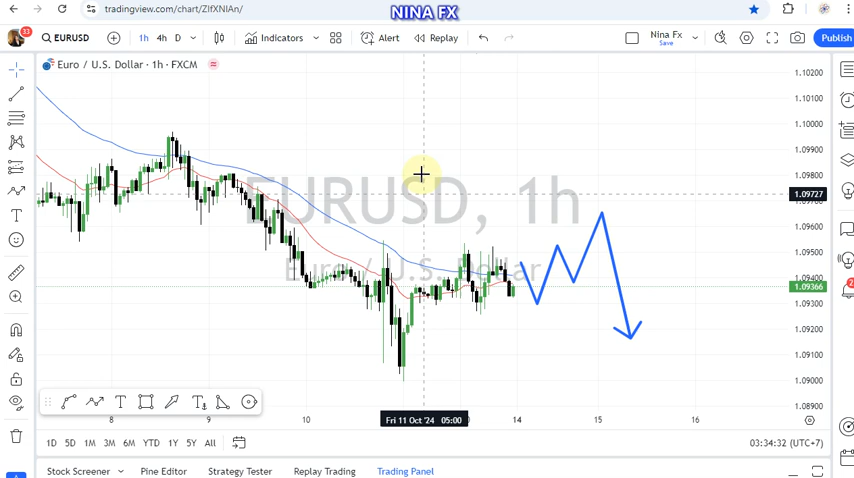 tradingview.com/chart/ZIfXNIAn/
NINA FX
33
EURUSD
1h 4h D
Indicators
Alert
Replay
Nina Fx
Save
Publish
Euro / U.S. Dollar · 1h · FXCM
EURUSD, 1h
Euro / U.S. Dollar
1.10200
1.10100
1.10000
1.09900
1.09800
1.09727
1.09600
1.09500
1.09400
1.09366
1.09300
1.09200
1.09100
1.09000
1.08900
8 9 10 Fri 11 Oct '24 05:00 14 15 16
1D 5D 1M 3M 6M YTD 1Y 5Y All
03:34:32 (UTC+7)
Stock Screener Pine Editor Strategy Tester Replay Trading Trading Panel